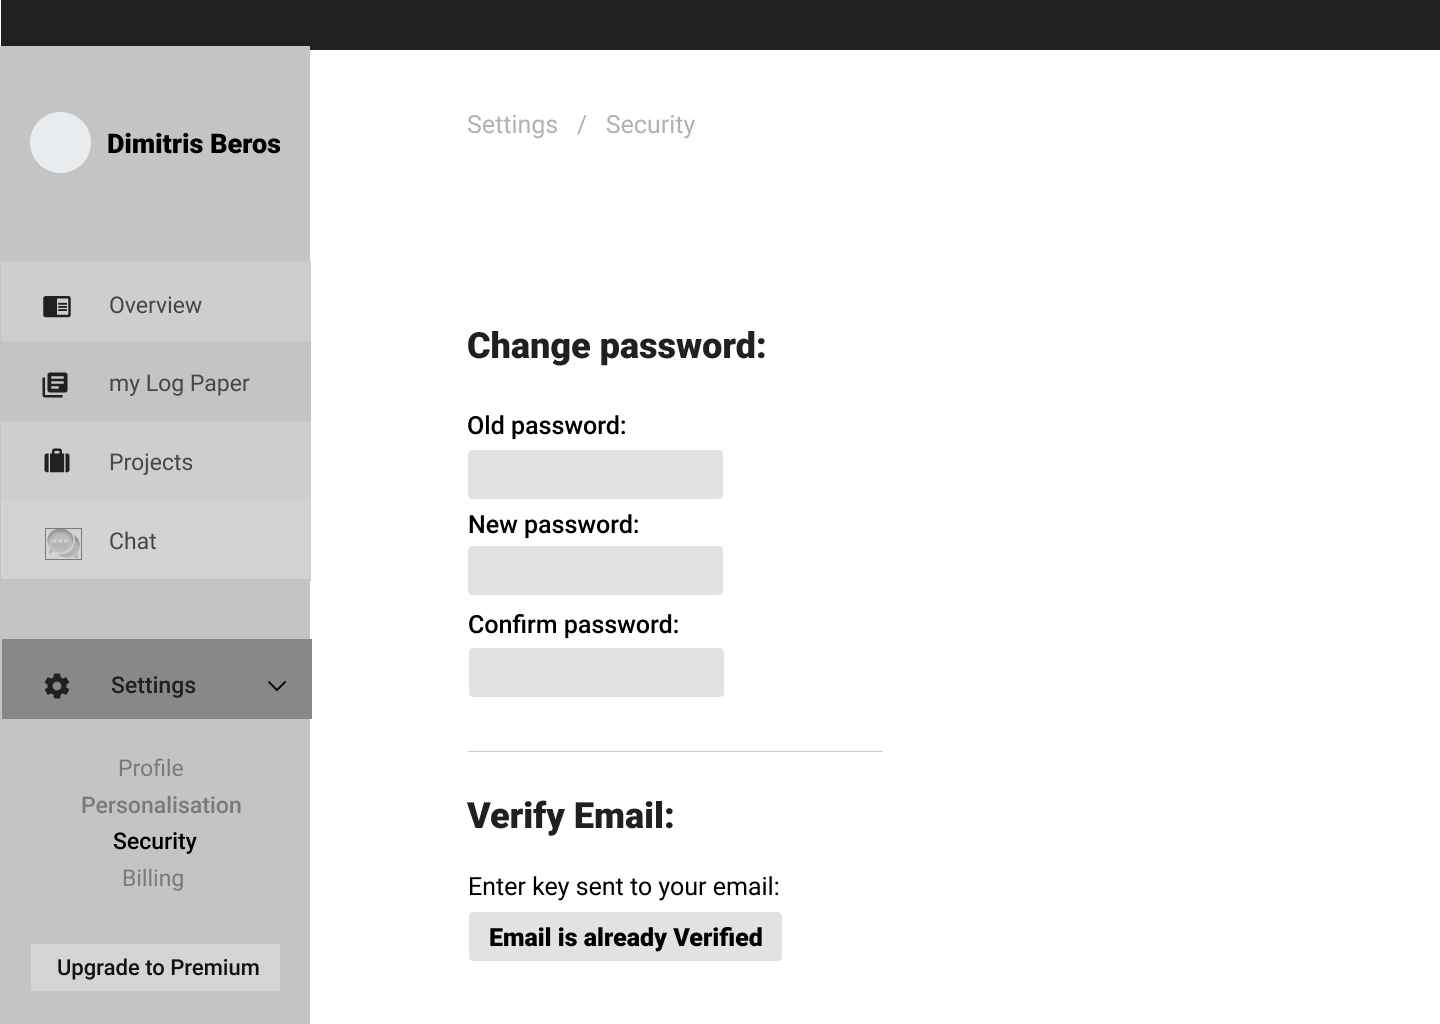 Dimitris Beros
Overview
my Log Paper
Projects
Chat
Settings
Profile
Personalisation
Security
Billing
Upgrade to Premium
Settings / Security
Change password:
Old password:
New password:
Confirm password:
Verify Email:
Enter key sent to your email:
Email is already Verified